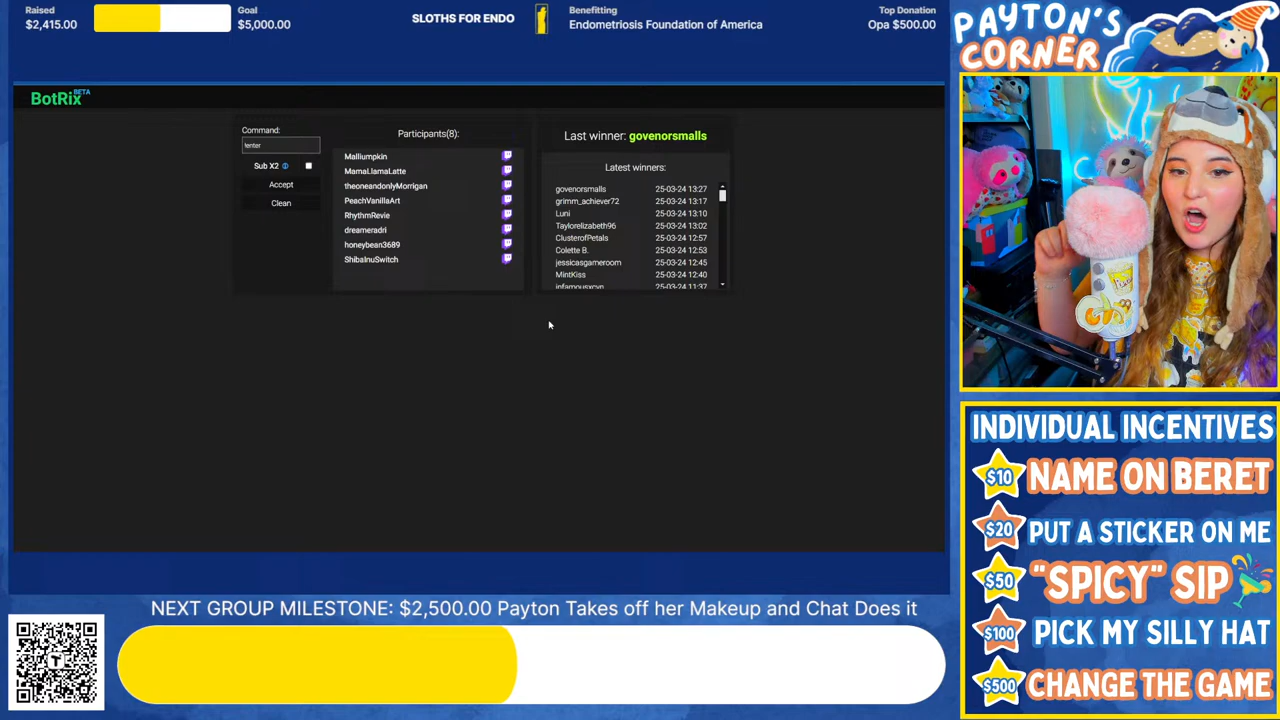 Raised
$2,415.00
Goal
$5,000.00
SLOTHS FOR ENDO
Benefitting
Endometriosis Foundation of America
Top Donation
Opa $500.00
PAYTON'S
CORNER
BotRix BETA
Command:
!enter
Sub X2
Accept
Clean
Participants(8):
Malliumpkin
MamaLlamaLatte
theoneandonlyMorrigan
PeachVanillaArt
RhythmRevie
dreameradri
honeybean3689
ShibaInuSwitch
Last winner: govenorsmalls
Latest winners:
govenorsmalls 25-03-24 13:27
grimm_achiever72 25-03-24 13:17
Luni 25-03-24 13:10
Taylorelizabeth96 25-03-24 13:02
ClusterofPetals 25-03-24 12:57
Colette B. 25-03-24 12:53
jessicasgameroom 25-03-24 12:45
MintKiss 25-03-24 12:40
25-03-24 11:37
INDIVIDUAL INCENTIVES
$10 NAME ON BERET
$20 PUT A STICKER ON ME
$50 "SPICY" SIP
$100 PICK MY SILLY HAT
$500 CHANGE THE GAME
NEXT GROUP MILESTONE: $2,500.00 Payton Takes off her Makeup and Chat Does it